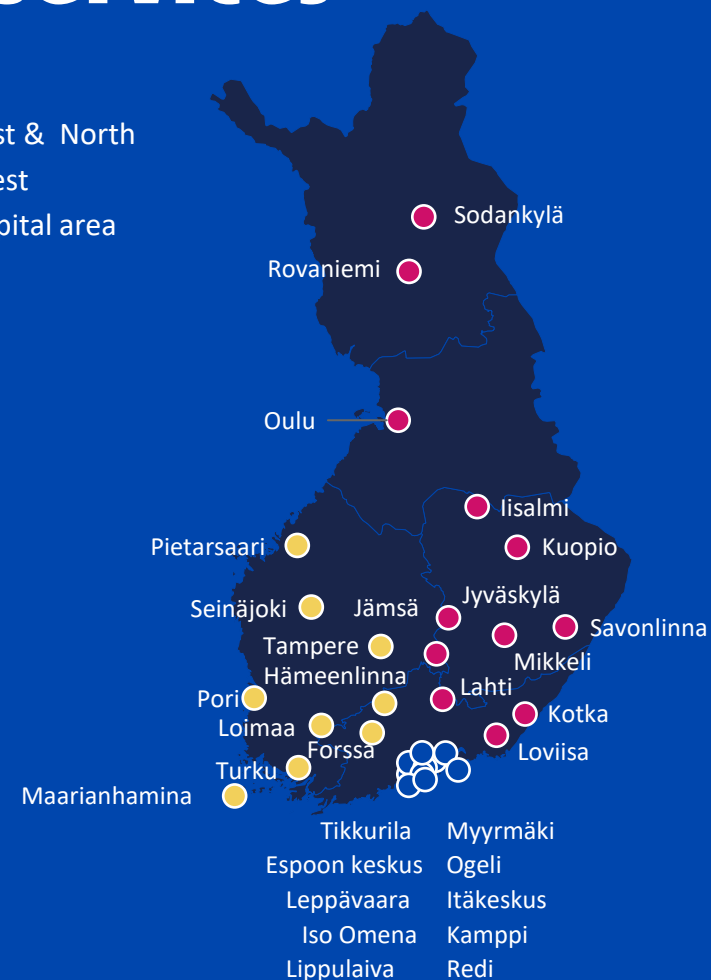 st & North
est
pital area
Sodankylä
Rovaniemi
Oulu
Iisalmi
Pietarsaari
Kuopio
Jyväskylä
Seinäjoki
Jämsä
Savonlinna
Tampere
Mikkeli
Hämeenlinna
Lahti
Pori
Kotka
Loimaa
Forssa
Loviisa
Turku
Maarianhamina
Tikkurila Myyrmäki
Espoon keskus Ogeli
Leppävaara Itäkeskus
Iso Omena Kamppi
Lippulaiva Redi